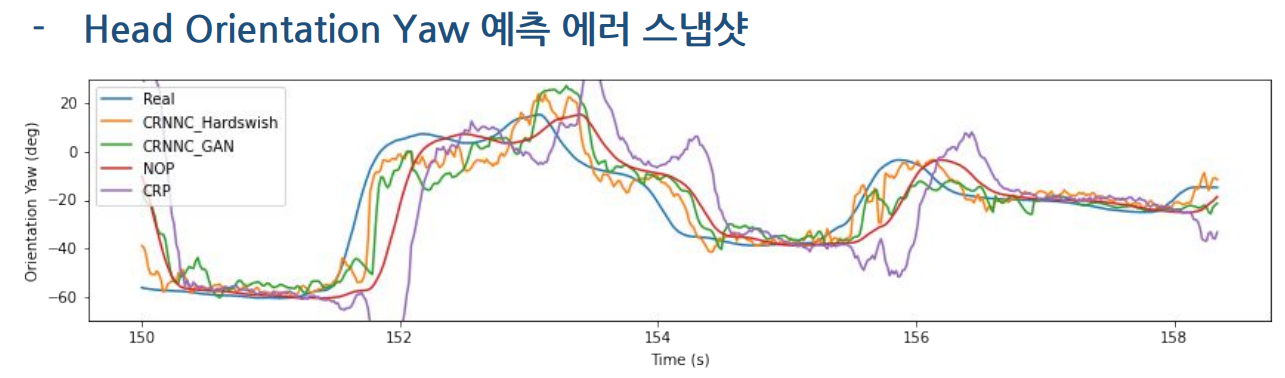 - Head Orientation Yaw 예측 에러 스냅샷
Real
CRNNC_Hardswish
CRNNC_GAN
NOP
CRP
Orientation Yaw (deg)
20
0
−20
−40
−60
150 152 154 156 158
Time (s)